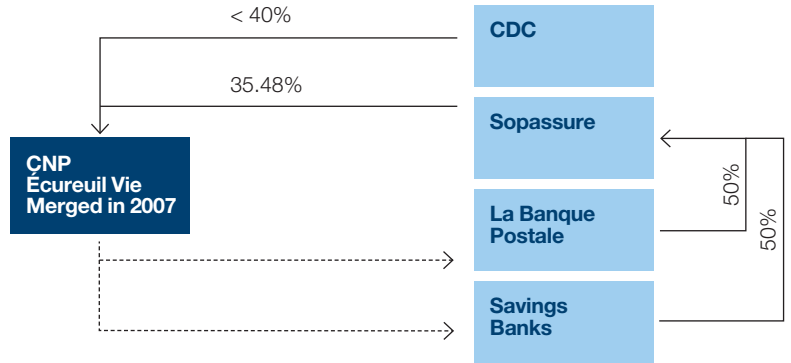 < 40%
CDC
35.48%
Sopassure
CNP
Écureuil Vie
Merged in 2007
La Banque
Postale
50%
50%
Savings
Banks